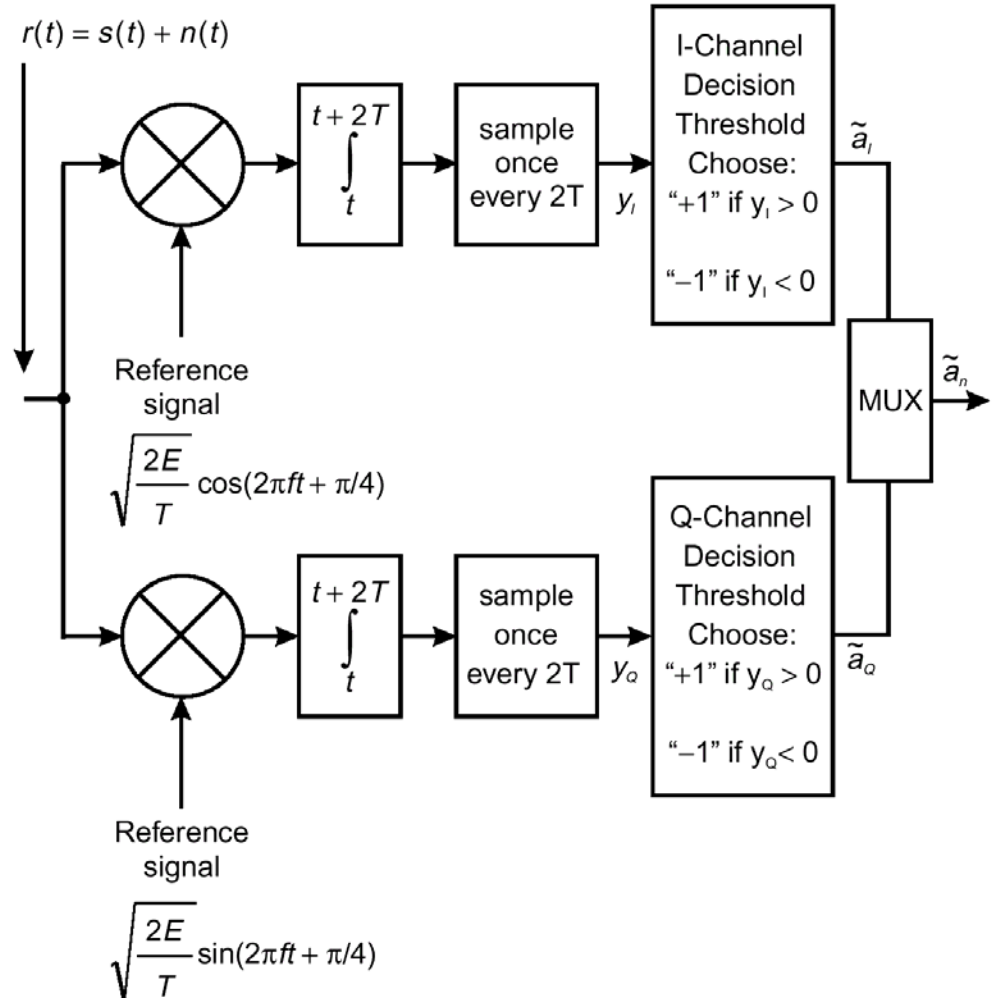 r(t) = s(t) + n(t)
t + 2T
∫
t
sample
once
every 2T
y_I
I-Channel
Decision
Threshold
Choose:
“+1” if y_I > 0
“−1” if y_I < 0
ã_I
Reference
signal
√(2E/T) cos(2πft + π/4)
MUX
ã_n
t + 2T
∫
t
sample
once
every 2T
y_Q
Q-Channel
Decision
Threshold
Choose:
“+1” if y_Q > 0
“−1” if y_Q < 0
ã_Q
Reference
signal
√(2E/T) sin(2πft + π/4)